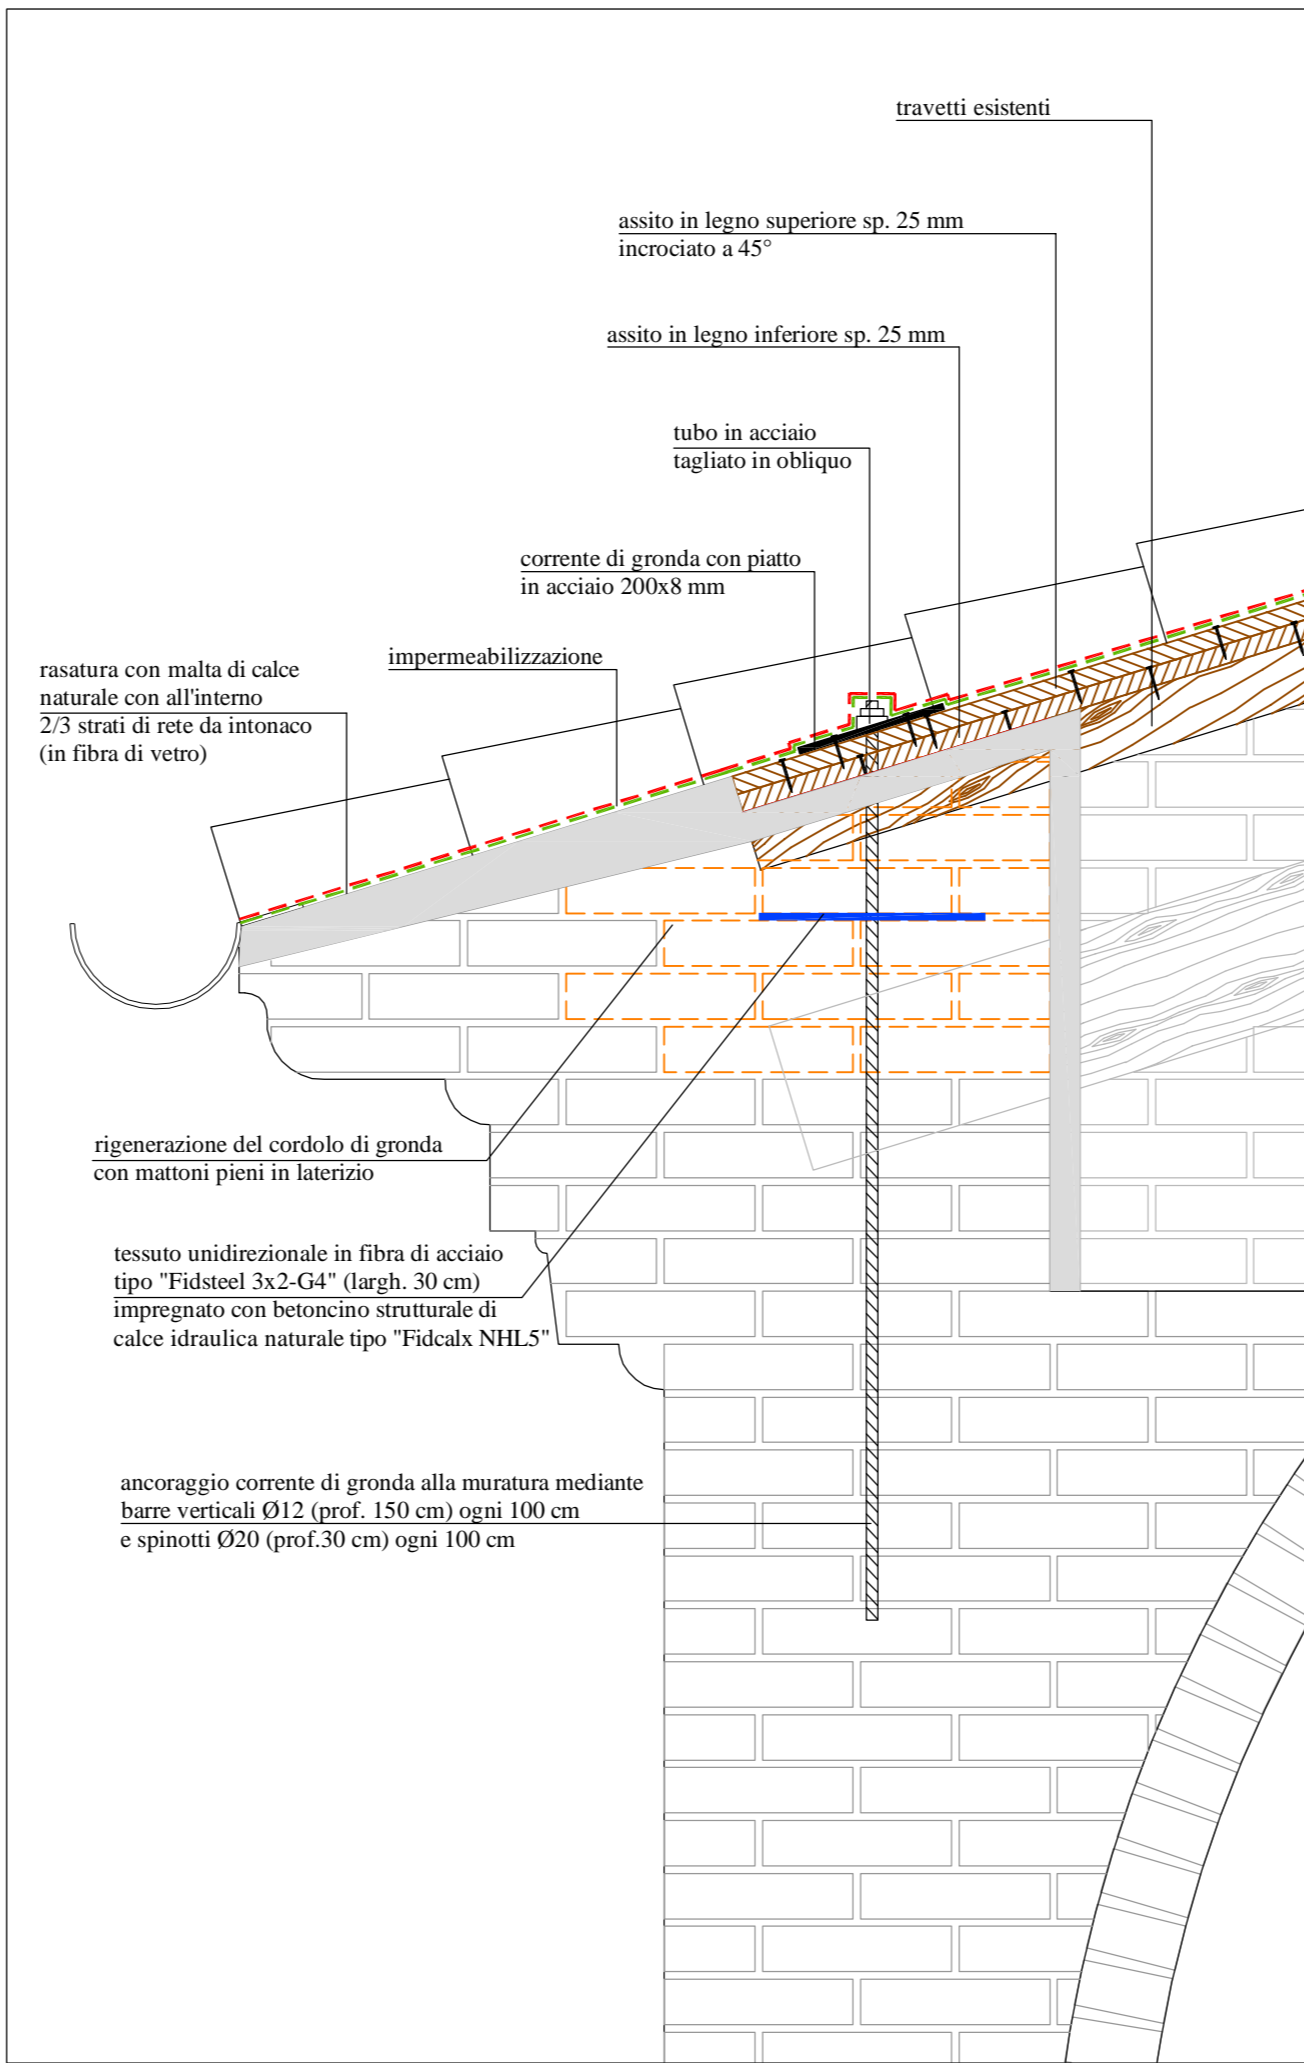 travetti esistenti
assito in legno superiore sp. 25 mm
incrociato a 45°
assito in legno inferiore sp. 25 mm
tubo in acciaio
tagliato in obliquo
corrente di gronda con piatto
in acciaio 200x8 mm
impermeabilizzazione
rasatura con malta di calce
naturale con all'interno
2/3 strati di rete da intonaco
(in fibra di vetro)
rigenerazione del cordolo di gronda
con mattoni pieni in laterizio
tessuto unidirezionale in fibra di acciaio
tipo "Fidsteel 3x2-G4" (largh. 30 cm)
impregnato con betoncino strutturale di
calce idraulica naturale tipo "Fidcalx NHL5"
ancoraggio corrente di gronda alla muratura mediante
barre verticali Ø12 (prof. 150 cm) ogni 100 cm
e spinotti Ø20 (prof.30 cm) ogni 100 cm